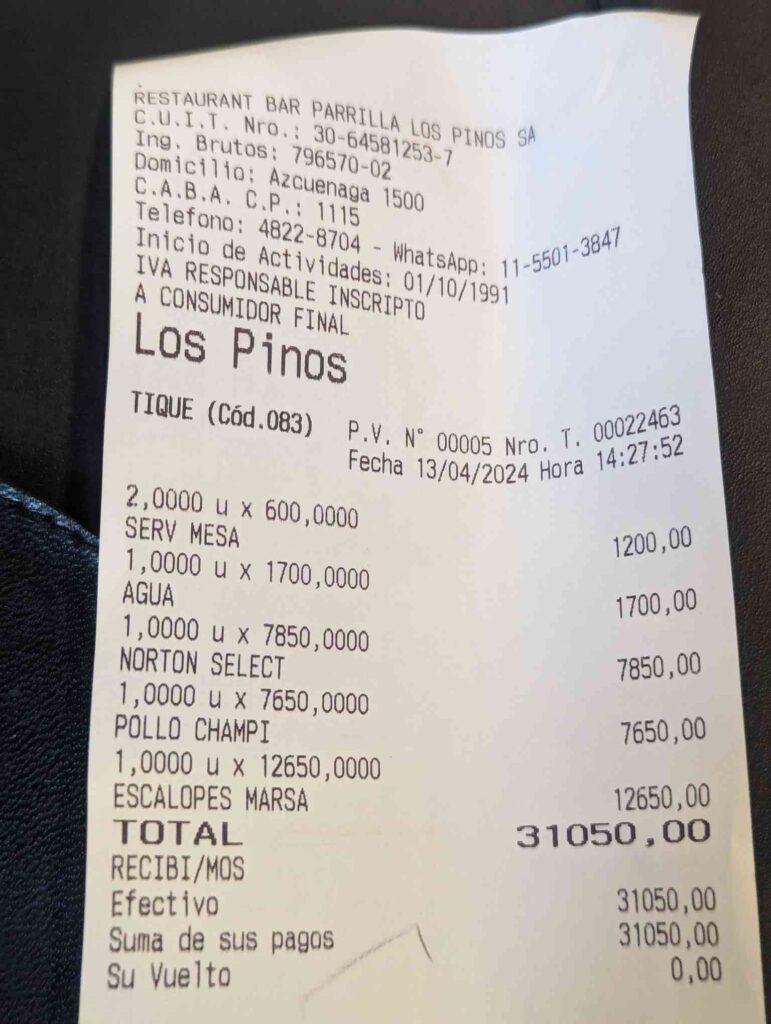 RESTAURANT BAR PARRILLA LOS PINOS SA
C.U.I.T. Nro.: 30-64581253-7
Ing. Brutos: 796570-02
Domicilio: Azcuenaga 1500
C.A.B.A. C.P.: 1115
Telefono: 4822-8704 - WhatsApp: 11-5501-3847
Inicio de Actividades: 01/10/1991
IVA RESPONSABLE INSCRIPTO
A CONSUMIDOR FINAL
Los Pinos
TIQUE (Cód.083) P.V. N° 00005 Nro. T. 00022463
Fecha 13/04/2024 Hora 14:27:52
2,0000 u x 600,0000
SERV MESA 1200,00
1,0000 u x 1700,0000
AGUA 1700,00
1,0000 u x 7850,0000
NORTON SELECT 7850,00
1,0000 u x 7650,0000
POLLO CHAMPI 7650,00
1,0000 u x 12650,0000
ESCALOPES MARSA 12650,00
TOTAL 31050,00
RECIBI/MOS
Efectivo 31050,00
Suma de sus pagos 31050,00
Su Vuelto 0,00